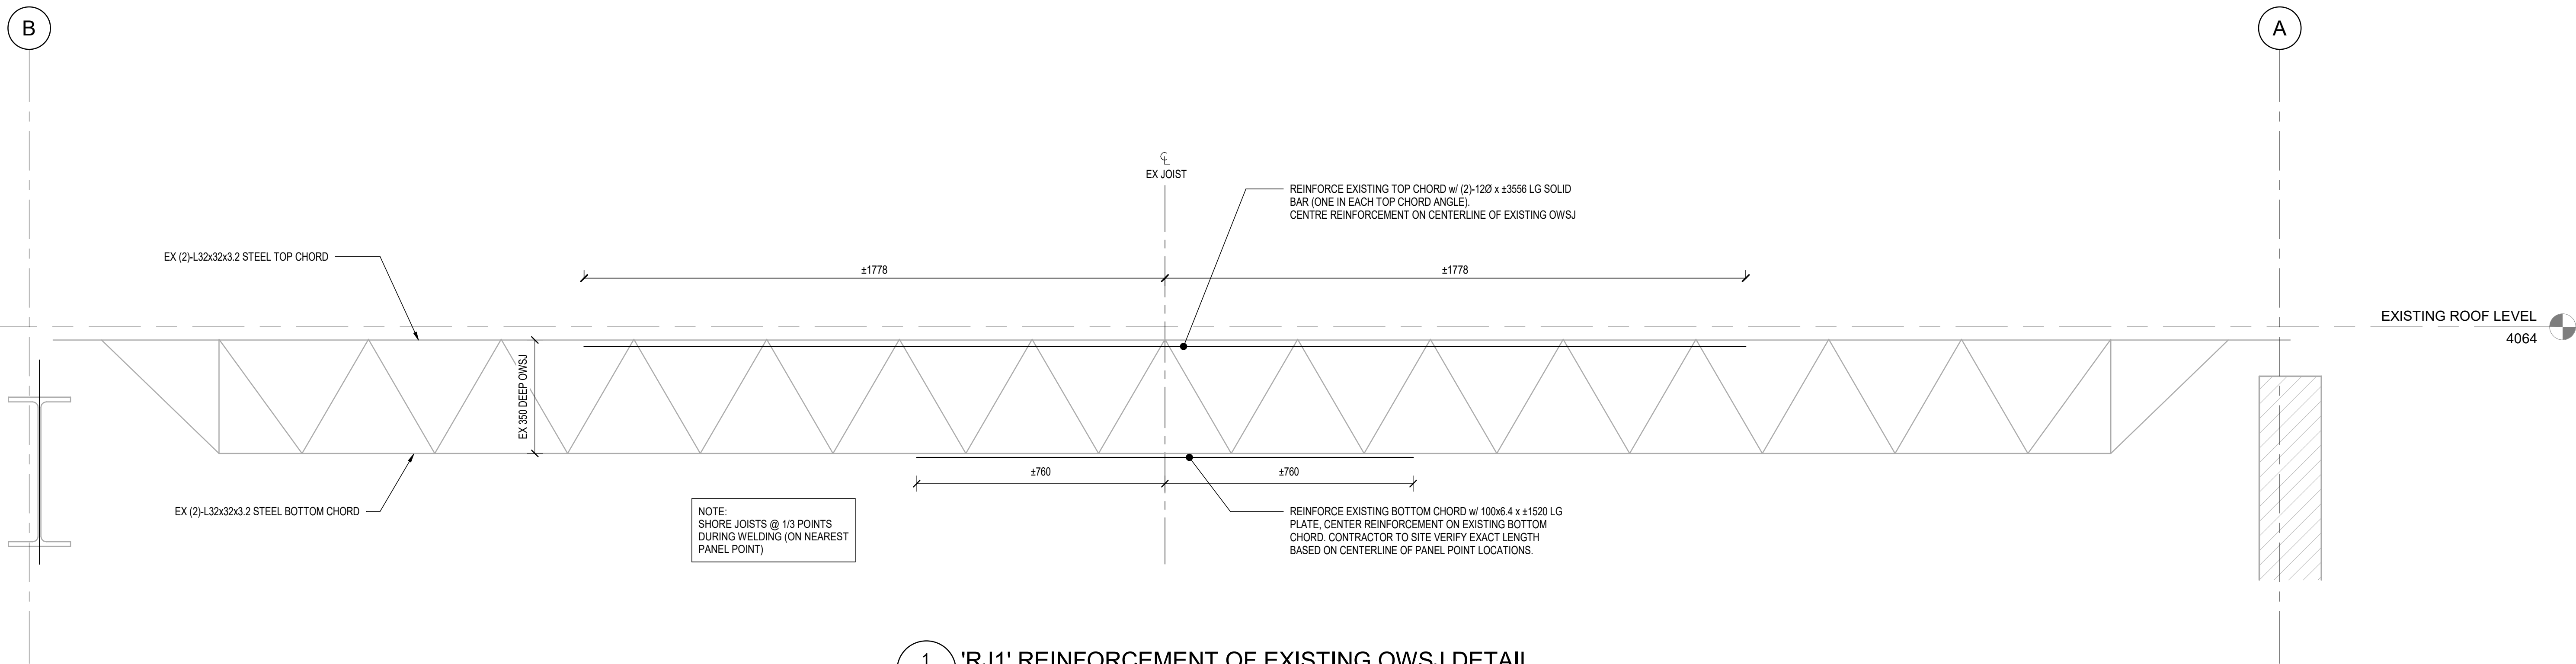 B
A
℄
EX JOIST
REINFORCE EXISTING TOP CHORD w/ (2)-12Ø x ±3556 LG SOLID
BAR (ONE IN EACH TOP CHORD ANGLE).
CENTRE REINFORCEMENT ON CENTERLINE OF EXISTING OWSJ
EX (2)-L32x32x3.2 STEEL TOP CHORD
±1778
±1778
EXISTING ROOF LEVEL
4064
EX 350 DEEP OWSJ
±760
±760
EX (2)-L32x32x3.2 STEEL BOTTOM CHORD
NOTE:
SHORE JOISTS @ 1/3 POINTS
DURING WELDING (ON NEAREST
PANEL POINT)
REINFORCE EXISTING BOTTOM CHORD w/ 100x6.4 x ±1520 LG
PLATE, CENTER REINFORCEMENT ON EXISTING BOTTOM
CHORD. CONTRACTOR TO SITE VERIFY EXACT LENGTH
BASED ON CENTERLINE OF PANEL POINT LOCATIONS.
1
'RJ1' REINFORCEMENT OF EXISTING OWSJ DETAIL